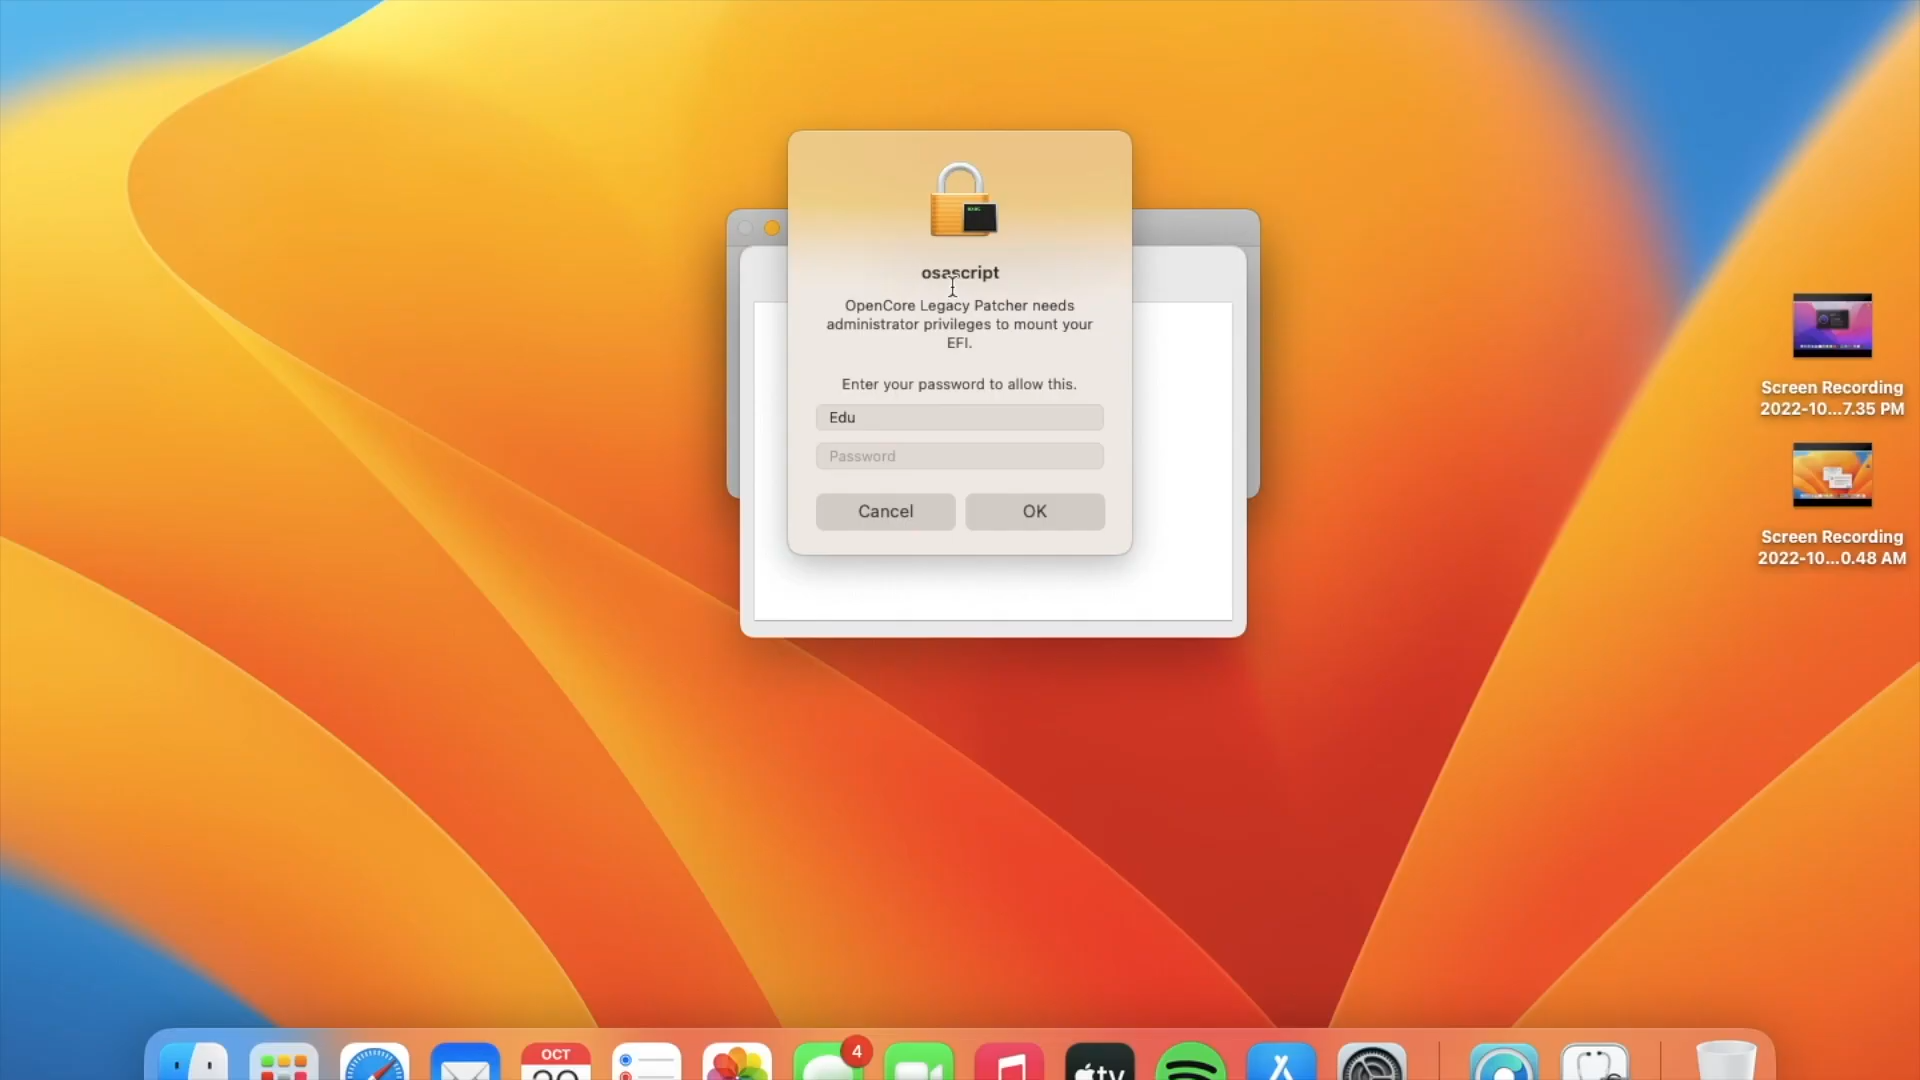 osascript
OpenCore Legacy Patcher needs
administrator privileges to mount your
EFI.
Enter your password to allow this.
Edu
Password
Cancel
OK
Screen Recording
2022-10...7.35 PM
Screen Recording
2022-10...0.48 AM
OCT
4
tv